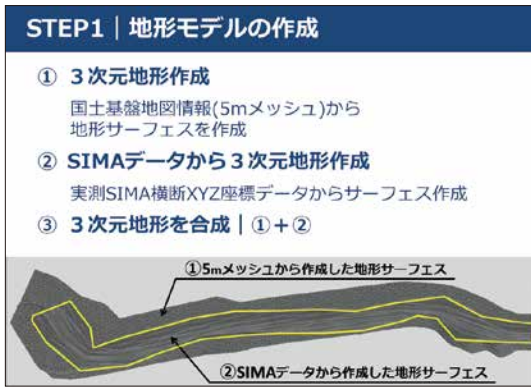 STEP1｜地形モデルの作成
① 3次元地形作成
国土基盤地図情報(5mメッシュ)から
地形サーフェスを作成
② SIMAデータから3次元地形作成
実測SIMA横断XYZ座標データからサーフェス作成
③ 3次元地形を合成｜①＋②
①5mメッシュから作成した地形サーフェス
②SIMAデータから作成した地形サーフェス